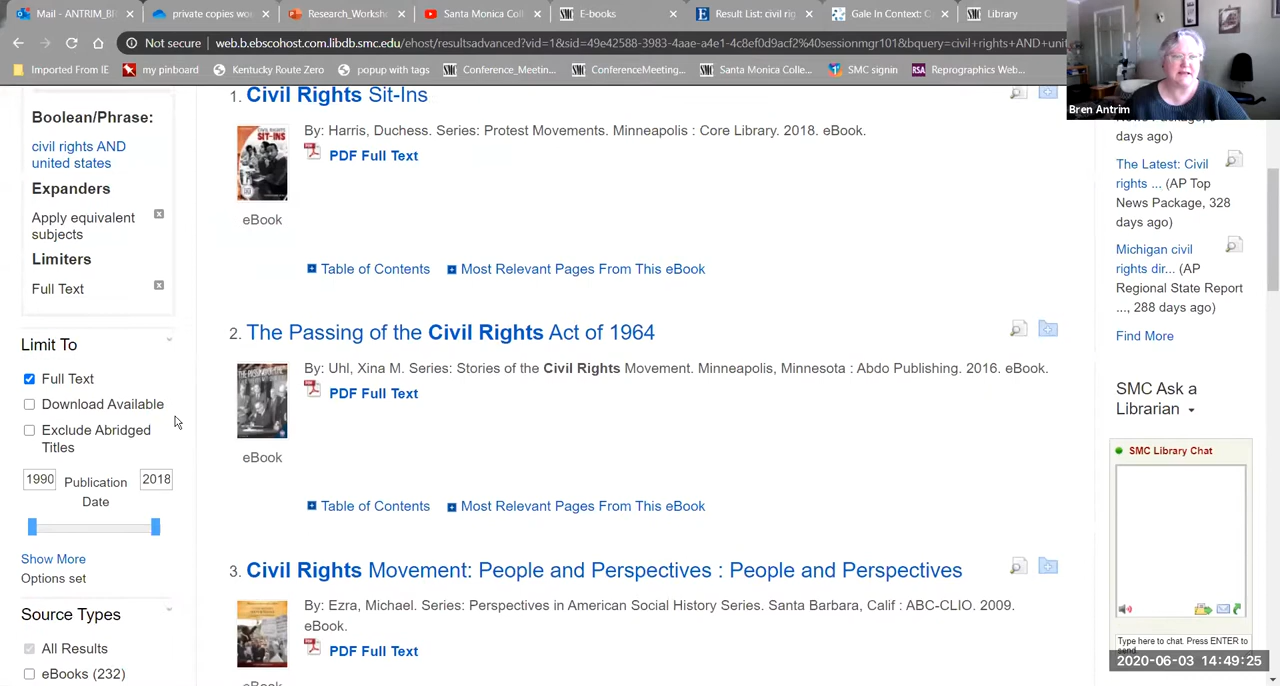 Mail - ANTRIM_BR
private copies wo
Research_Worksh
Santa Monica Coll
E-books
Result List: civil rig
Gale In Context: C
Library
Not secure
web.b.ebscohost.com.libdb.smc.edu/ehost/resultsadvanced?vid=1&sid=49e42588-3983-4aae-a4e1-4c8ef0d9acf2%40sessionmgr101&bquery=civil+rights+AND+uni
Imported From IE
my pinboard
Kentucky Route Zero
popup with tags
Conference_Meetin...
ConferenceMeeting...
Santa Monica Colle...
SMC signin
RSA
Reprographics Web...
Bren Antrim
Boolean/Phrase:
civil rights AND
united states
Expanders
Apply equivalent
subjects
Limiters
Full Text
Limit To
Full Text
Download Available
Exclude Abridged
Titles
1990
Publication
Date
2018
Show More
Options set
Source Types
All Results
eBooks (232)
1. Civil Rights Sit-Ins
By: Harris, Duchess. Series: Protest Movements. Minneapolis : Core Library. 2018. eBook.
PDF Full Text
eBook
Table of Contents
Most Relevant Pages From This eBook
2. The Passing of the Civil Rights Act of 1964
By: Uhl, Xina M. Series: Stories of the Civil Rights Movement. Minneapolis, Minnesota : Abdo Publishing. 2016. eBook.
PDF Full Text
eBook
Table of Contents
Most Relevant Pages From This eBook
3. Civil Rights Movement: People and Perspectives : People and Perspectives
By: Ezra, Michael. Series: Perspectives in American Social History Series. Santa Barbara, Calif : ABC-CLIO. 2009.
eBook.
PDF Full Text
eBook
days ago)
The Latest: Civil
rights ... (AP Top
News Package, 328
days ago)
Michigan civil
rights dir... (AP
Regional State Report
..., 288 days ago)
Find More
SMC Ask a
Librarian
SMC Library Chat
Type here to chat. Press ENTER to
send.
2020-06-03 14:49:25